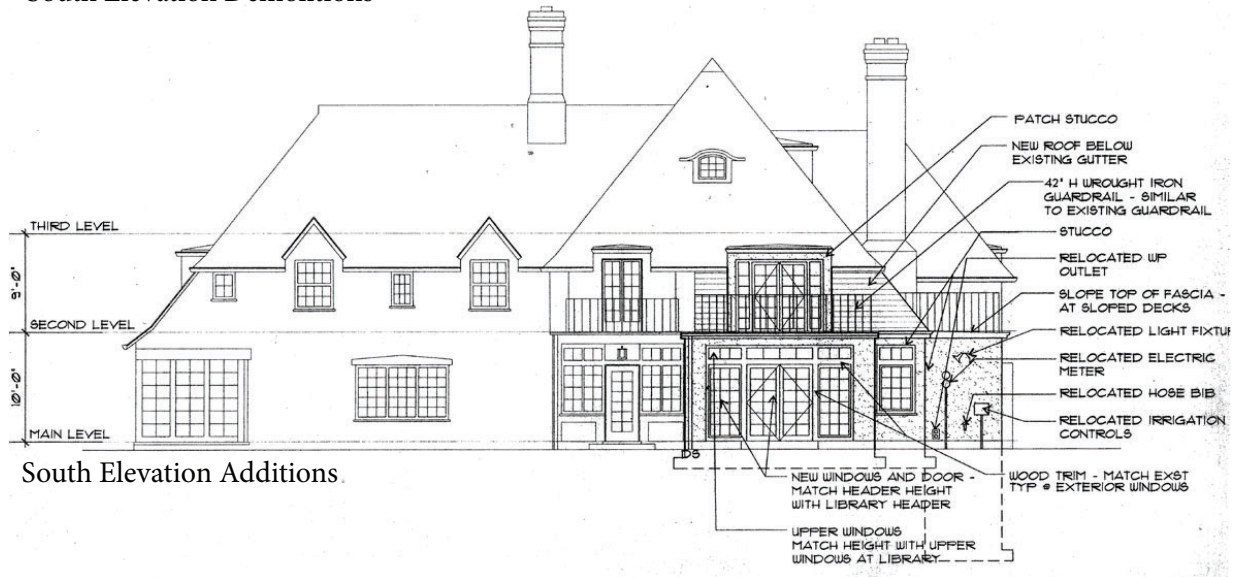 South Elevation Demolitions
PATCH STUCCO
NEW ROOF BELOW
EXISTING GUTTER
42" H WROUGHT IRON
GUARDRAIL - SIMILAR
TO EXISTING GUARDRAIL
STUCCO
RELOCATED WP
OUTLET
SLOPE TOP OF FASCIA -
AT SLOPED DECKS
RELOCATED LIGHT FIXTU
RELOCATED ELECTRIC
METER
RELOCATED HOSE BIB
RELOCATED IRRIGATION
CONTROLS
WOOD TRIM - MATCH EXST
TYP @ EXTERIOR WINDOWS
THIRD LEVEL
9'-0"
SECOND LEVEL
10'-0"
MAIN LEVEL
DS
South Elevation Additions
NEW WINDOWS AND DOOR -
MATCH HEADER HEIGHT
WITH LIBRARY HEADER
UPPER WINDOWS
MATCH HEIGHT WITH UPPER
WINDOWS AT LIBRARY